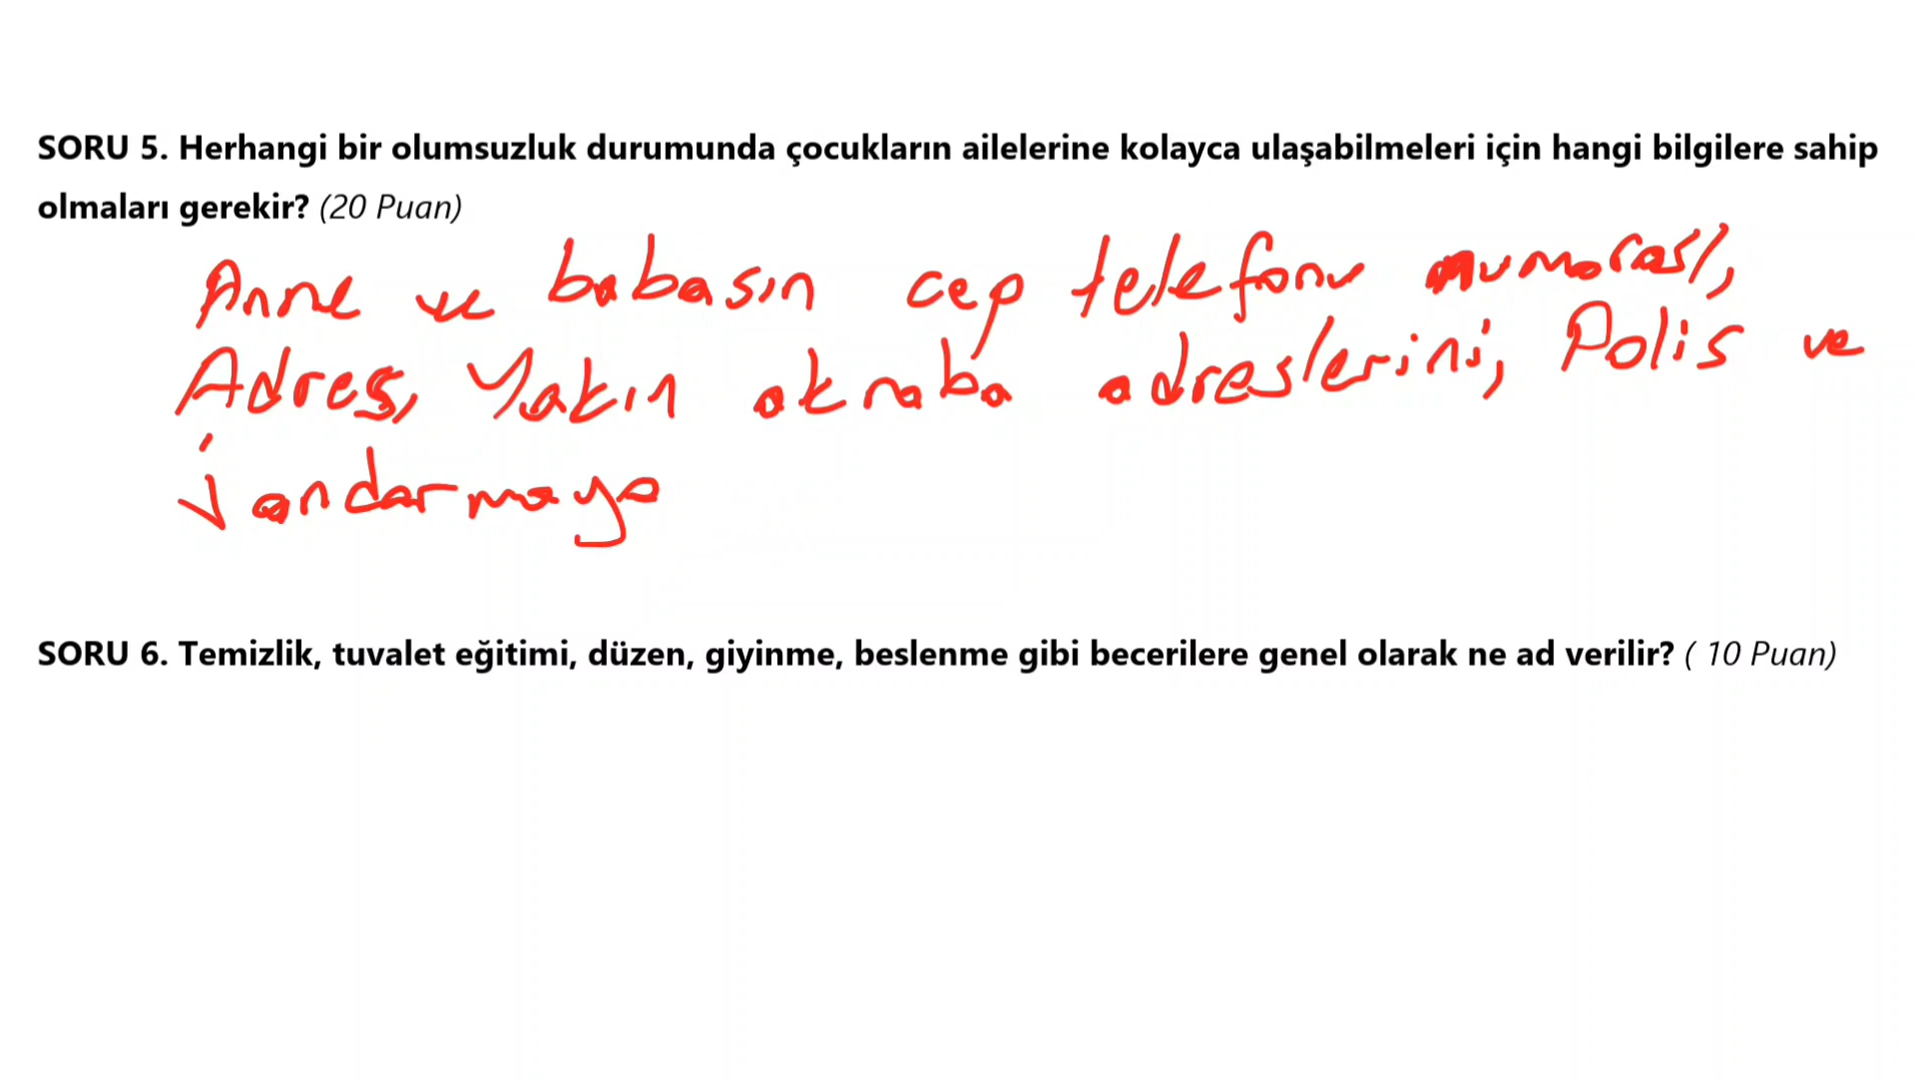 SORU 5. Herhangi bir olumsuzluk durumunda çocukların ailelerine kolayca ulaşabilmeleri için hangi bilgilere sahip
olmaları gerekir? (20 Puan)
Anne ve babasın cep telefonu numarası,
Adres, Yakın akraba adreslerini, Polis ve
Jandarmaya
SORU 6. Temizlik, tuvalet eğitimi, düzen, giyinme, beslenme gibi becerilere genel olarak ne ad verilir? ( 10 Puan)